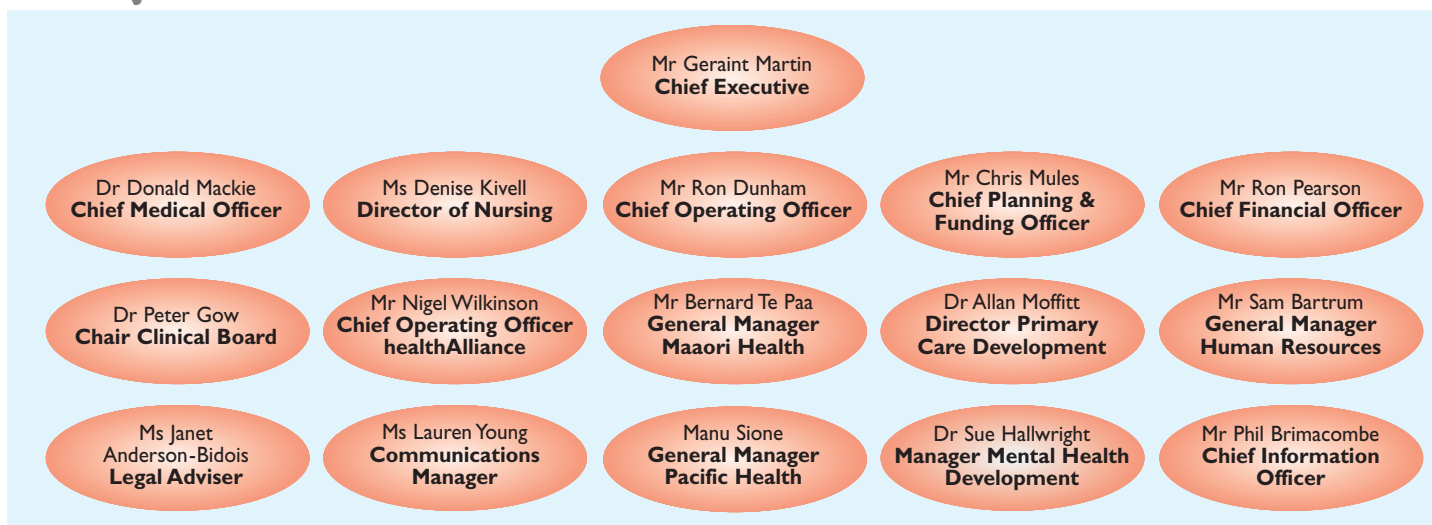 Mr Geraint Martin
Chief Executive
Dr Donald Mackie
Chief Medical Officer
Ms Denise Kivell
Director of Nursing
Mr Ron Dunham
Chief Operating Officer
Mr Chris Mules
Chief Planning &
Funding Officer
Mr Ron Pearson
Chief Financial Officer
Dr Peter Gow
Chair Clinical Board
Mr Nigel Wilkinson
Chief Operating Officer
healthAlliance
Mr Bernard Te Paa
General Manager
Maaori Health
Dr Allan Moffitt
Director Primary
Care Development
Mr Sam Bartrum
General Manager
Human Resources
Ms Janet
Anderson-Bidois
Legal Adviser
Ms Lauren Young
Communications
Manager
Manu Sione
General Manager
Pacific Health
Dr Sue Hallwright
Manager Mental Health
Development
Mr Phil Brimacombe
Chief Information
Officer